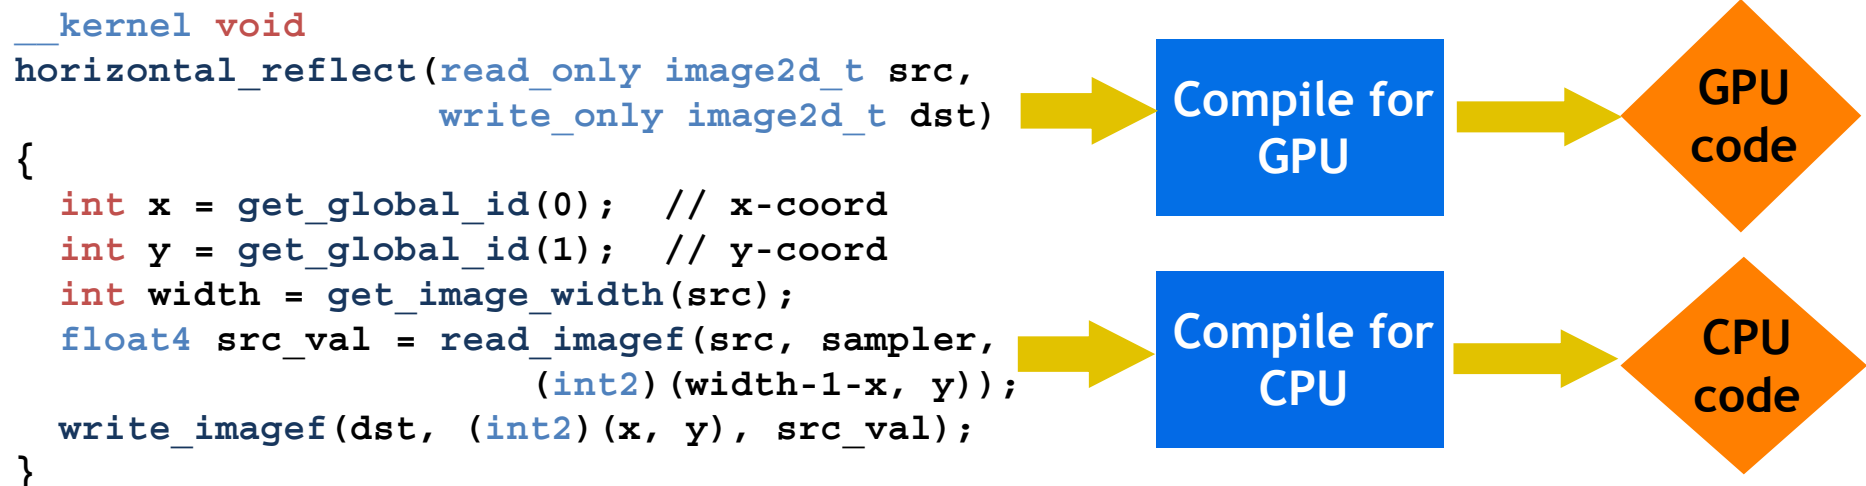 __kernel void
horizontal_reflect(read_only image2d_t src,
                   write_only image2d_t dst)
{
  int x = get_global_id(0);  // x-coord
  int y = get_global_id(1);  // y-coord
  int width = get_image_width(src);
  float4 src_val = read_imagef(src, sampler,
                       (int2)(width-1-x, y));
  write_imagef(dst, (int2)(x, y), src_val);
}
Compile for
GPU
GPU
code
Compile for
CPU
CPU
code